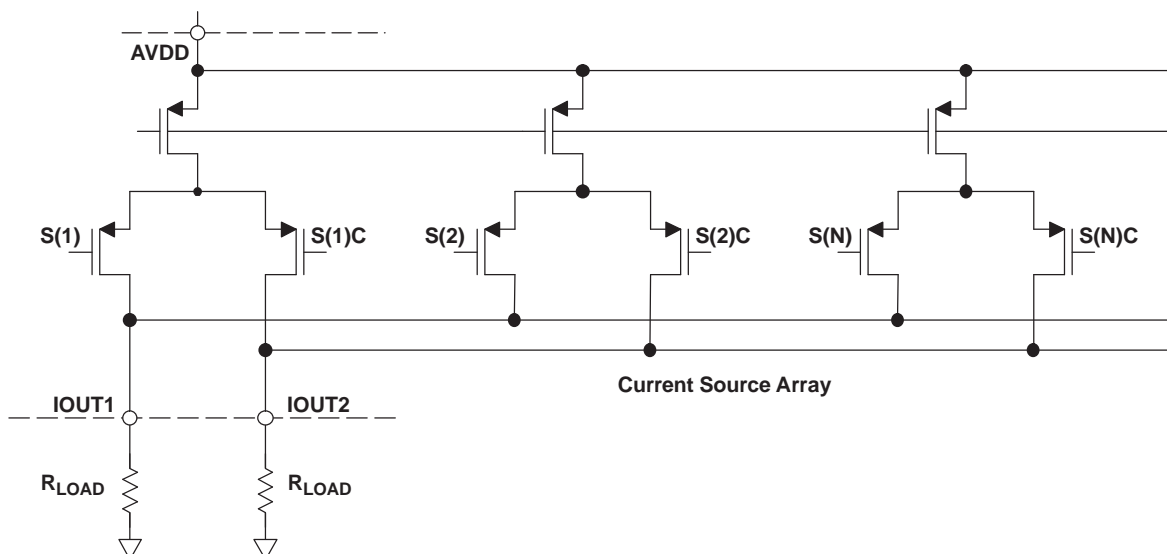 AVDD
S(1)
S(1)C
S(2)
S(2)C
S(N)
S(N)C
Current Source Array
IOUT1
IOUT2
RLOAD
RLOAD